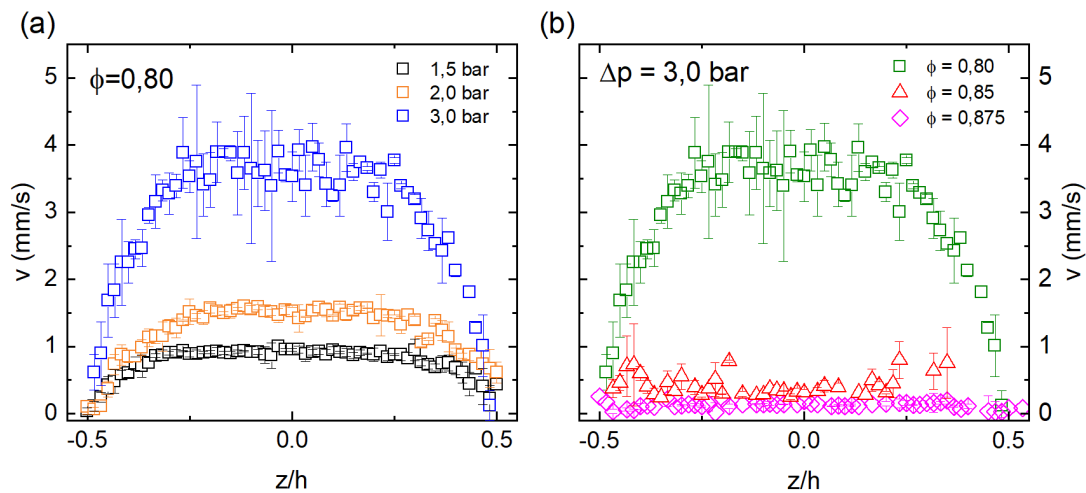 (a)
ϕ=0,80
1,5 bar
2,0 bar
3,0 bar
5
4
3
2
1
0
v (mm/s)
-0.5
0.0
0.5
z/h
(b)
Δp = 3,0 bar
ϕ = 0,80
ϕ = 0,85
ϕ = 0,875
5
4
3
2
1
0
v (mm/s)
-0.5
0.0
0.5
z/h